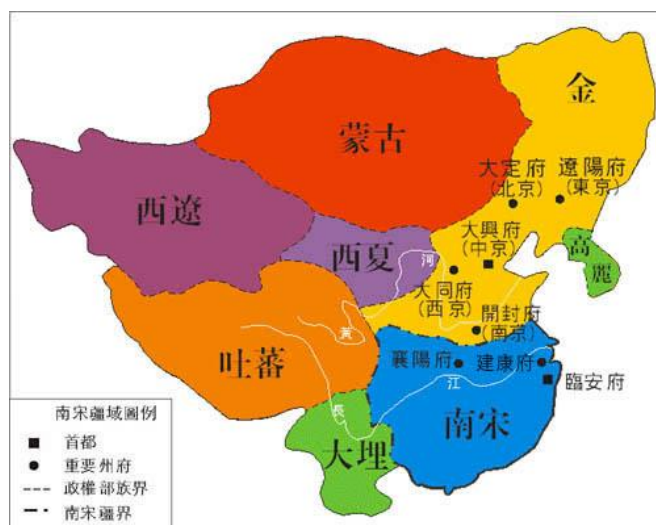 金
蒙古
大定府
(北京)
遼陽府
(東京)
西遼
大興府
(中京)
西夏
河
高
麗
大同府
(西京)
黃
開封府
(南京)
吐蕃
襄陽府
建康府
江
臨安府
長
南宋
大埋
南宋疆域圖例
首都
重要州府
政權部族界
南宋疆界